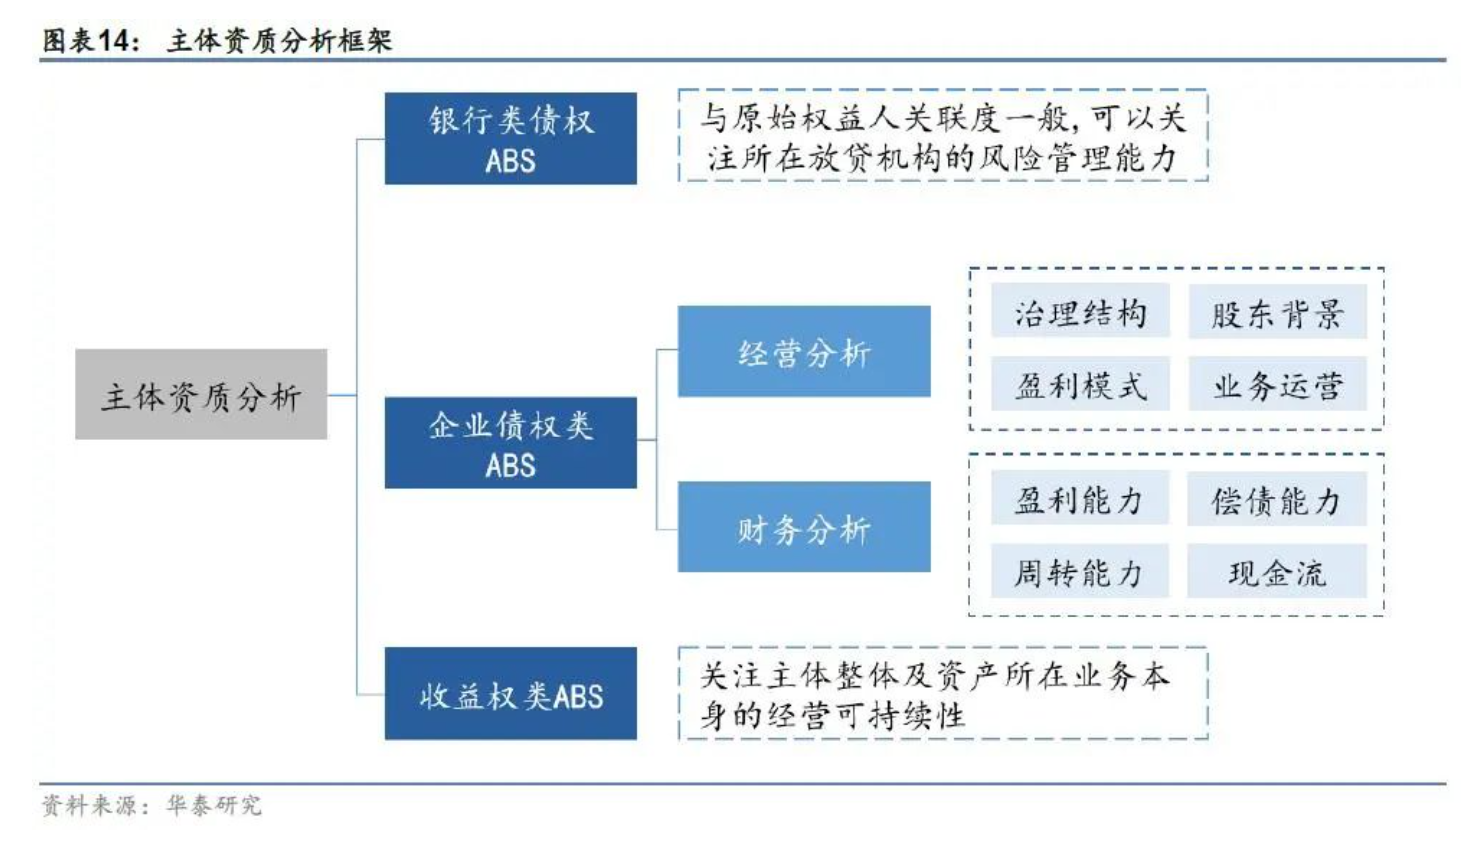 图表14： 主体资质分析框架
银行类债权
ABS
与原始权益人关联度一般,可以关
注所在放贷机构的风险管理能力
主体资质分析
企业债权类
ABS
经营分析
治理结构
股东背景
盈利模式
业务运营
财务分析
盈利能力
偿债能力
周转能力
现金流
收益权类ABS
关注主体整体及资产所在业务本
身的经营可持续性
资料来源：华泰研究